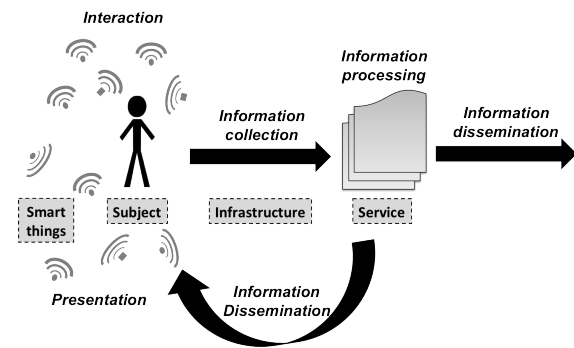 Interaction
Information
processing
Information
collection
Information
dissemination
Smart
things
Subject
Infrastructure
Service
Presentation
Information
Dissemination